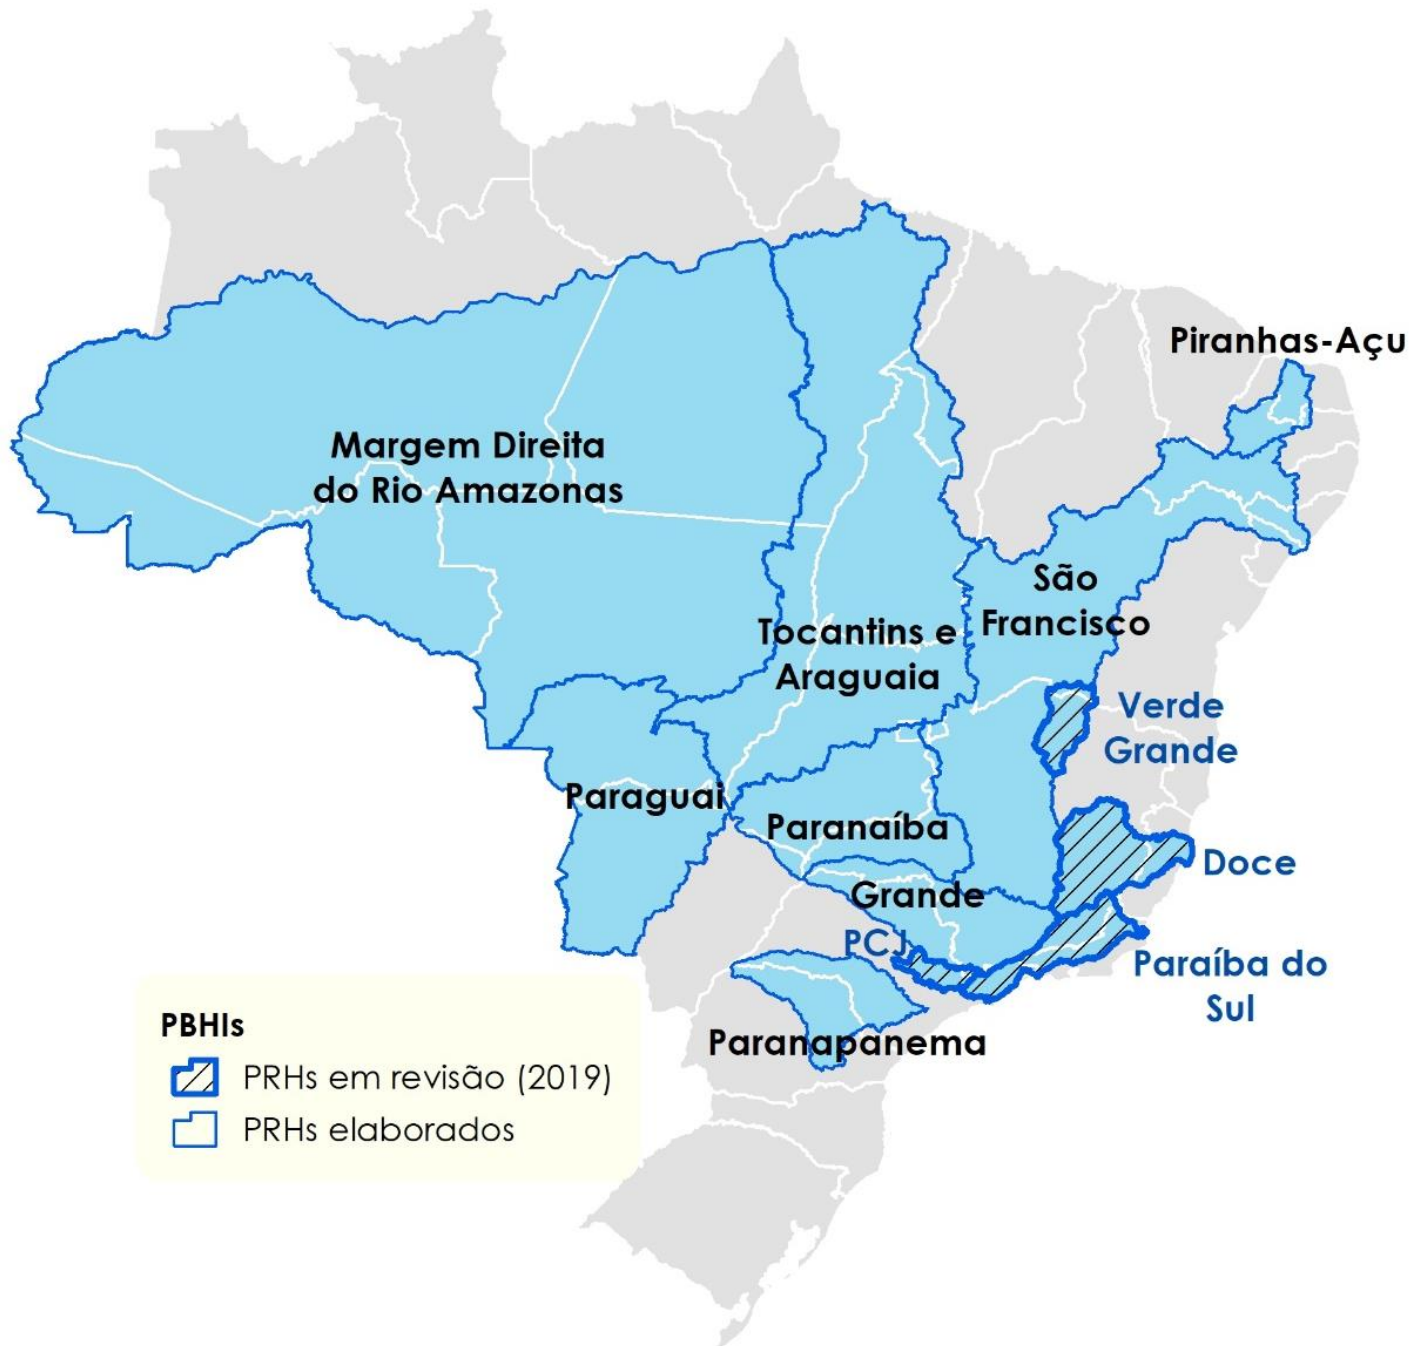 Piranhas-Açu
Margem Direita
do Rio Amazonas
São
Francisco
Tocantins e
Araguaia
Verde
Grande
Paraguai
Paranaíba
Doce
Grande
PCJ
Paraíba do
Sul
Paranapanema
PBHIs
PRHs em revisão (2019)
PRHs elaborados